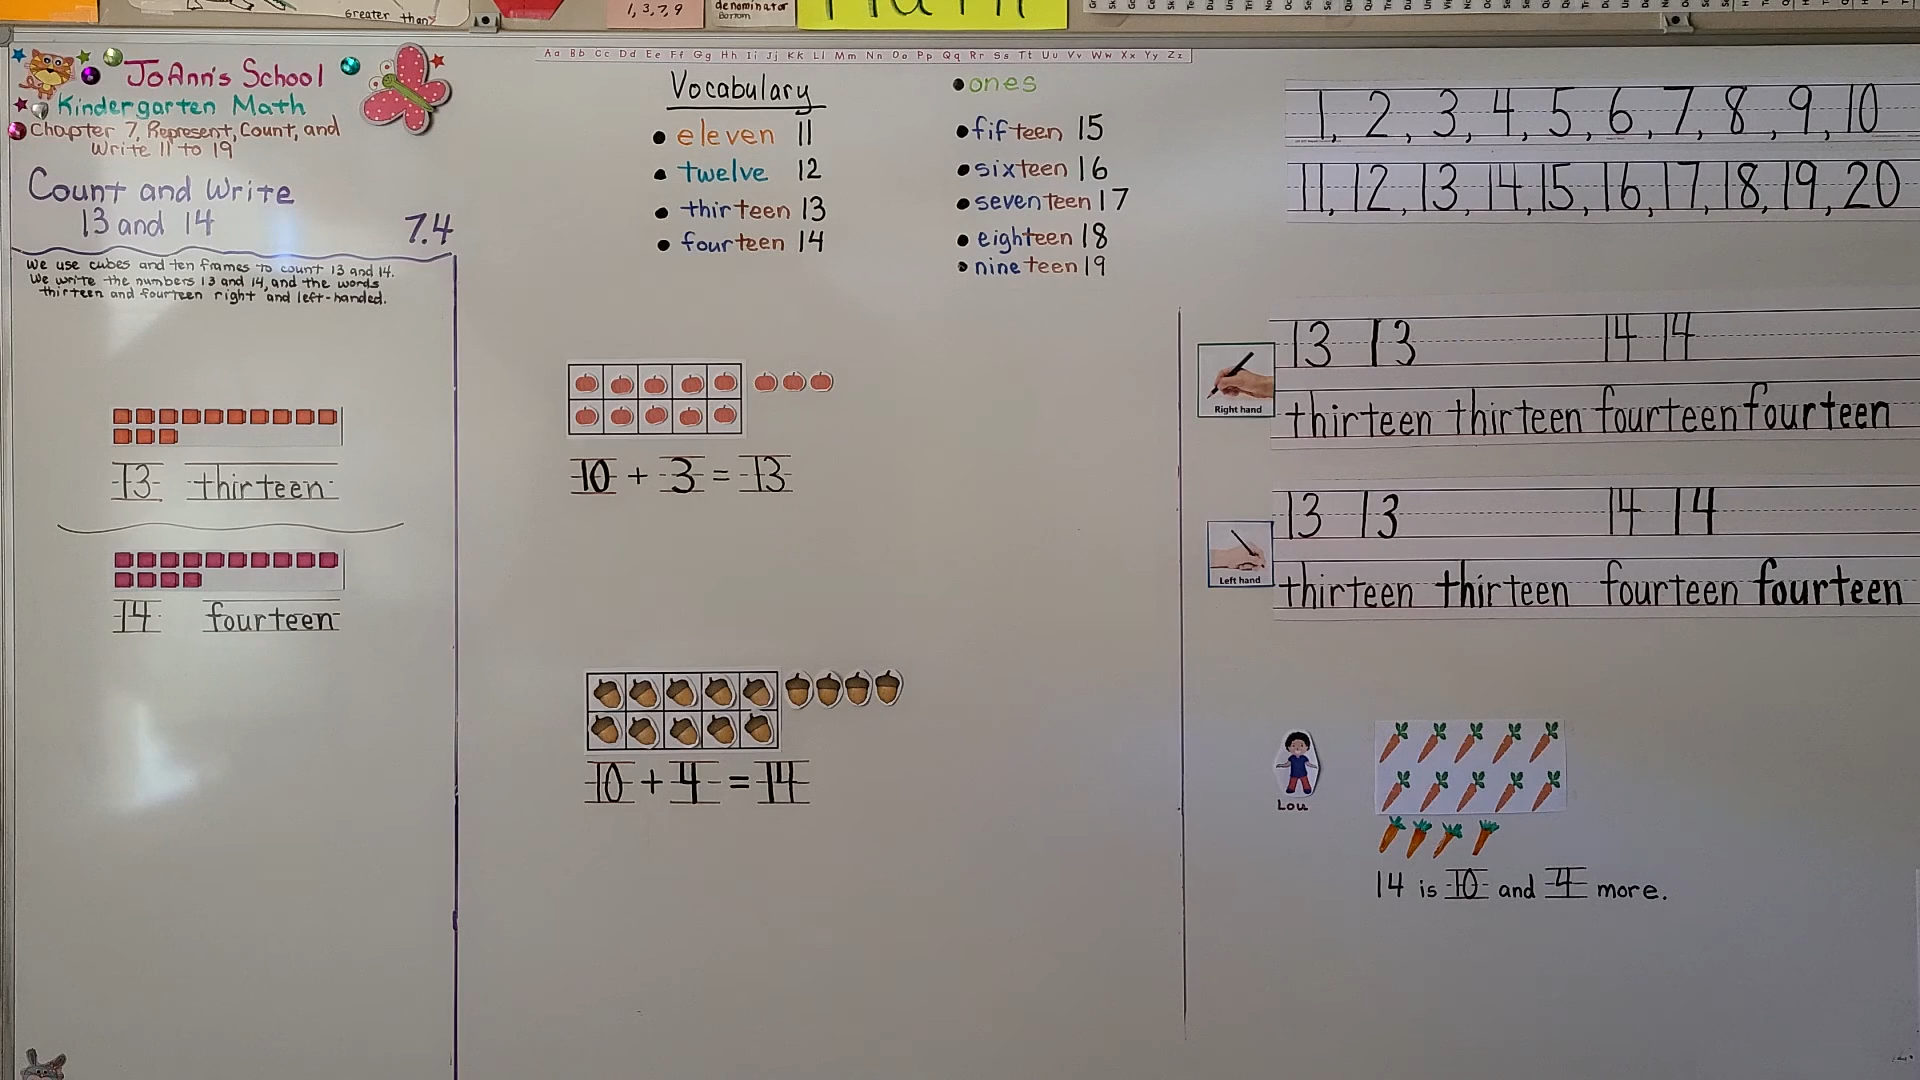 Greater than
1, 3, 7, 9
denominator
Bottom
Math
Aa Bb Cc Dd Ee Ff Gg Hh Ii Jj Kk Ll Mm Nn Oo Pp Qq Rr Ss Tt Uu Vv Ww Xx Yy Zz
JoAnn's School
Kindergarten Math
Chapter 7, Represent, Count, and
Write 11 to 19
Count and Write
13 and 14
7.4
We use cubes and ten frames to count 13 and 14.
We write the numbers 13 and 14, and the words
thirteen and fourteen right and left-handed.
13 thirteen
14 fourteen
Vocabulary
• eleven 11
• twelve 12
• thirteen 13
• fourteen 14
• ones
• fifteen 15
• sixteen 16
• seventeen 17
• eighteen 18
• nineteen 19
10 + 3 = 13
10 + 4 = 14
1, 2, 3, 4, 5, 6, 7, 8, 9, 10
11, 12, 13, 14, 15, 16, 17, 18, 19, 20
13 13 14 14
Right hand
thirteen thirteen fourteen fourteen
13 13 14 14
Left hand
thirteen thirteen fourteen fourteen
Lou
14 is 10 and 4 more.